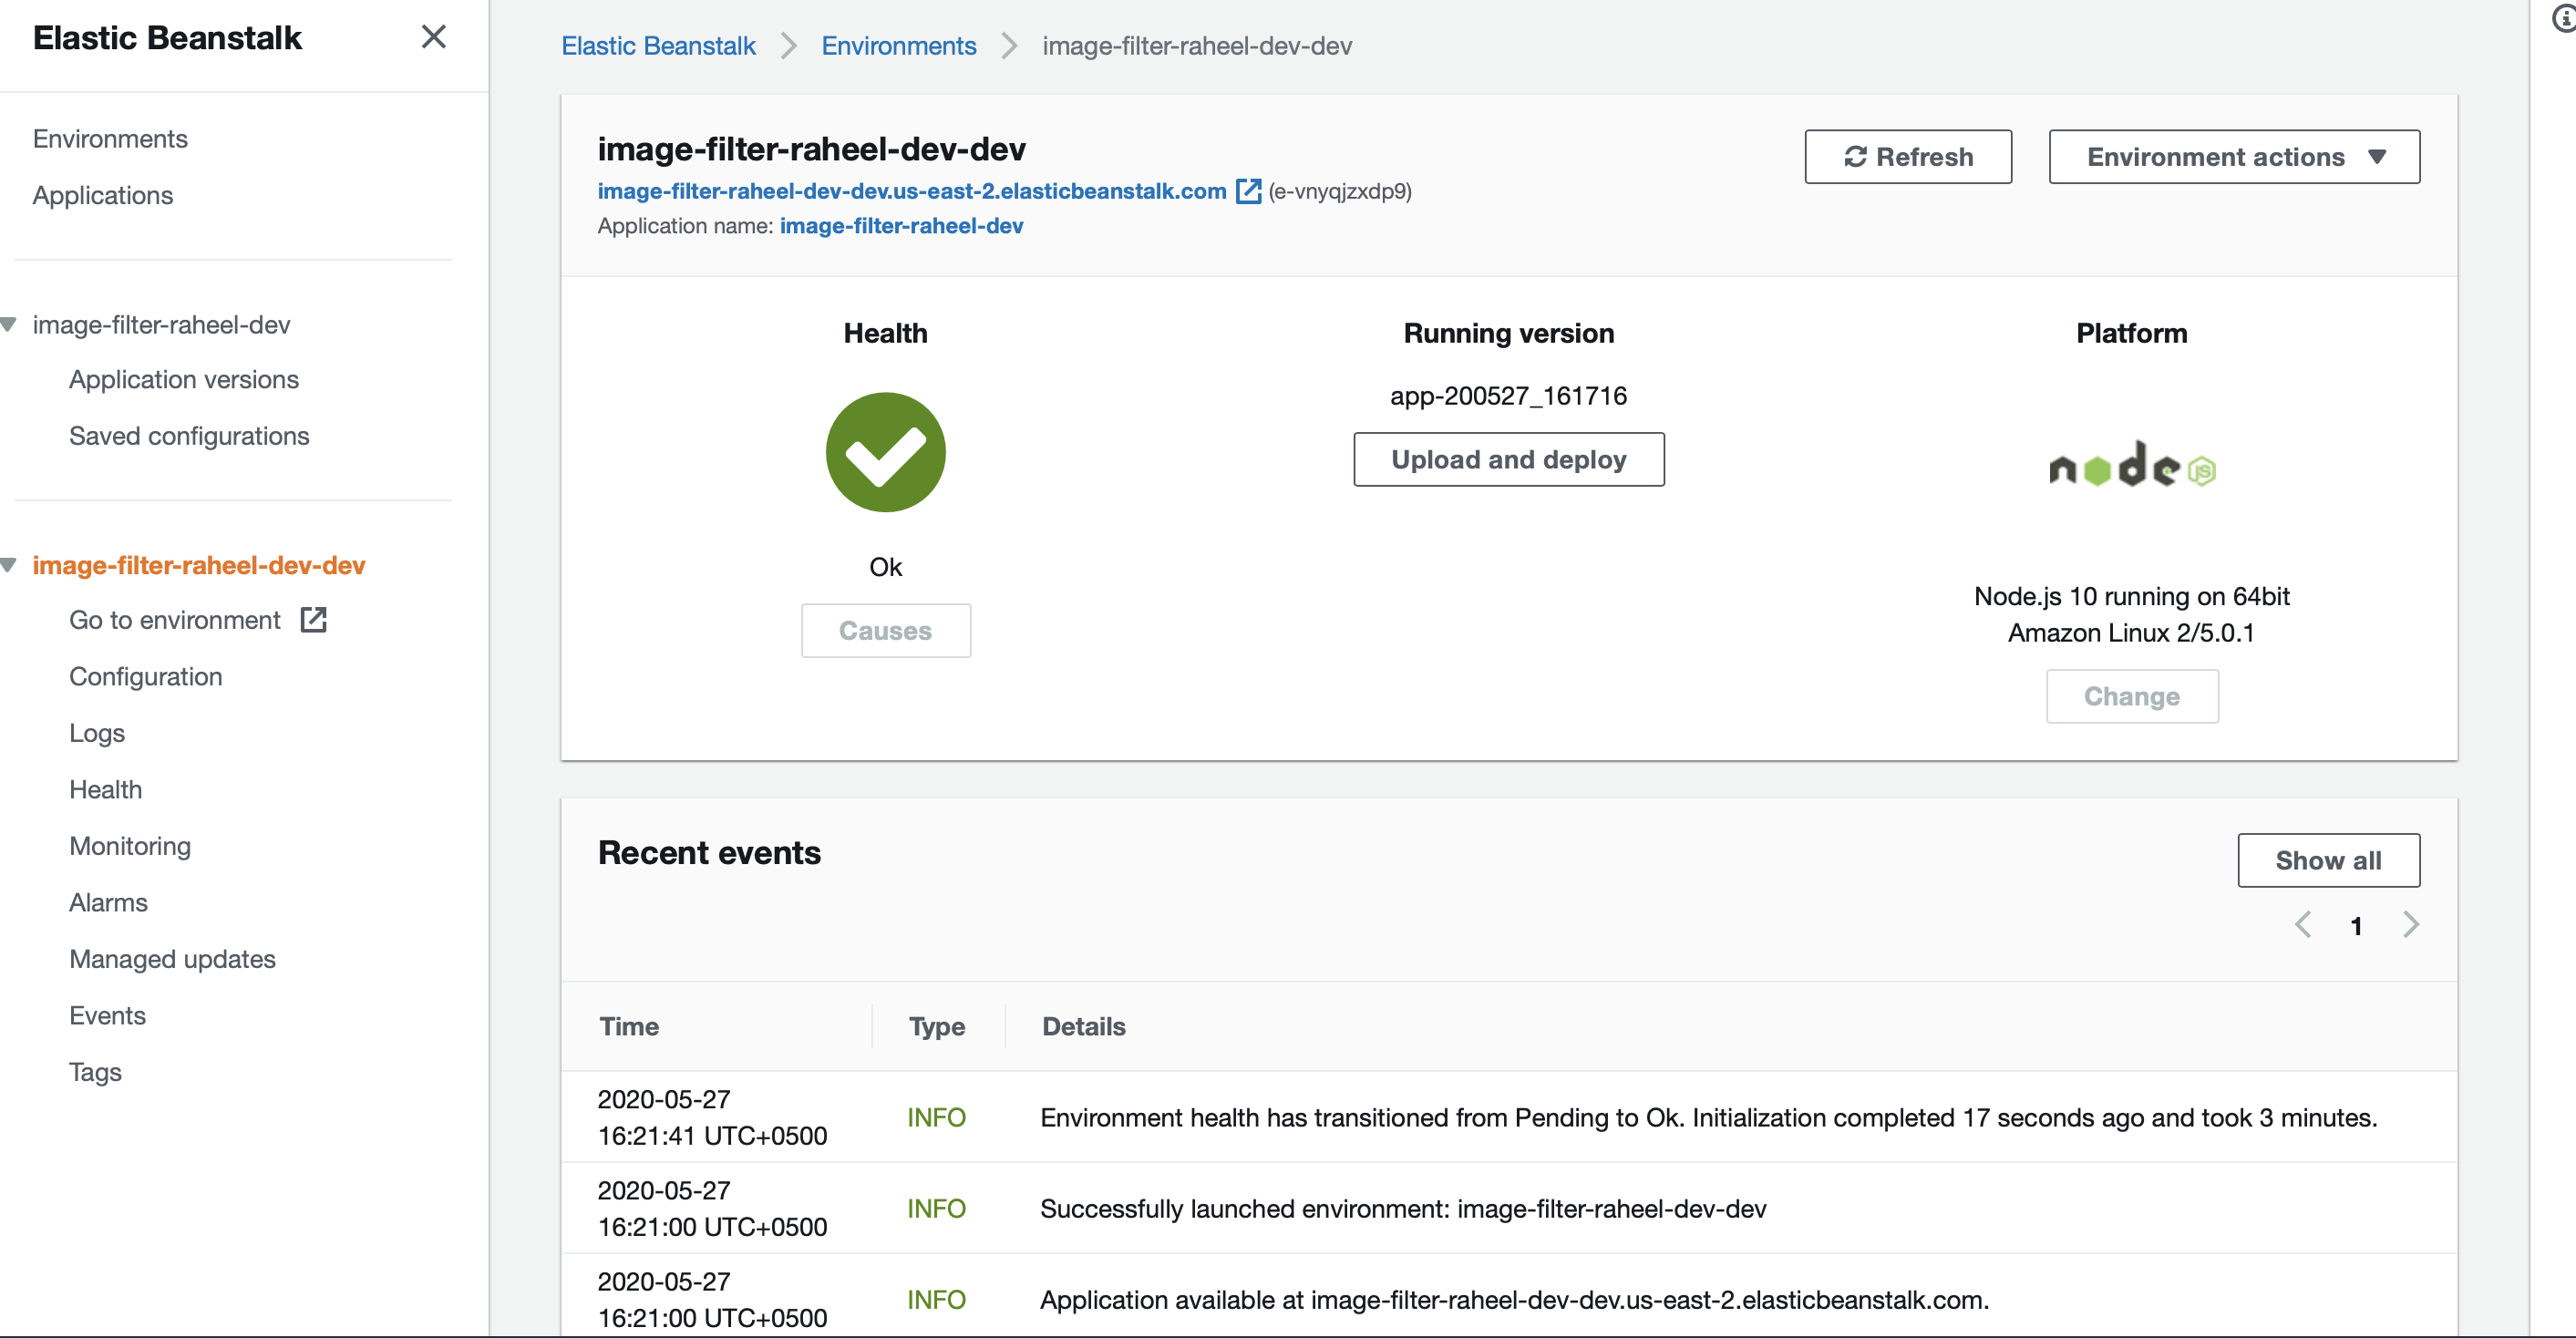 Elastic Beanstalk
Environments
Applications
image-filter-raheel-dev
Application versions
Saved configurations
image-filter-raheel-dev-dev
Go to environment
Configuration
Logs
Health
Monitoring
Alarms
Managed updates
Events
Tags
Elastic Beanstalk Environments image-filter-raheel-dev-dev
image-filter-raheel-dev-dev
Refresh
Environment actions
image-filter-raheel-dev-dev.us-east-2.elasticbeanstalk.com (e-vnyqjzxdp9)
Application name: image-filter-raheel-dev
Health
Ok
Causes
Running version
app-200527_161716
Upload and deploy
Platform
node JS
Node.js 10 running on 64bit
Amazon Linux 2/5.0.1
Change
Recent events
Show all
1
Time Type Details
2020-05-27
16:21:41 UTC+0500
INFO
Environment health has transitioned from Pending to Ok. Initialization completed 17 seconds ago and took 3 minutes.
2020-05-27
16:21:00 UTC+0500
INFO
Successfully launched environment: image-filter-raheel-dev-dev
2020-05-27
16:21:00 UTC+0500
INFO
Application available at image-filter-raheel-dev-dev.us-east-2.elasticbeanstalk.com.